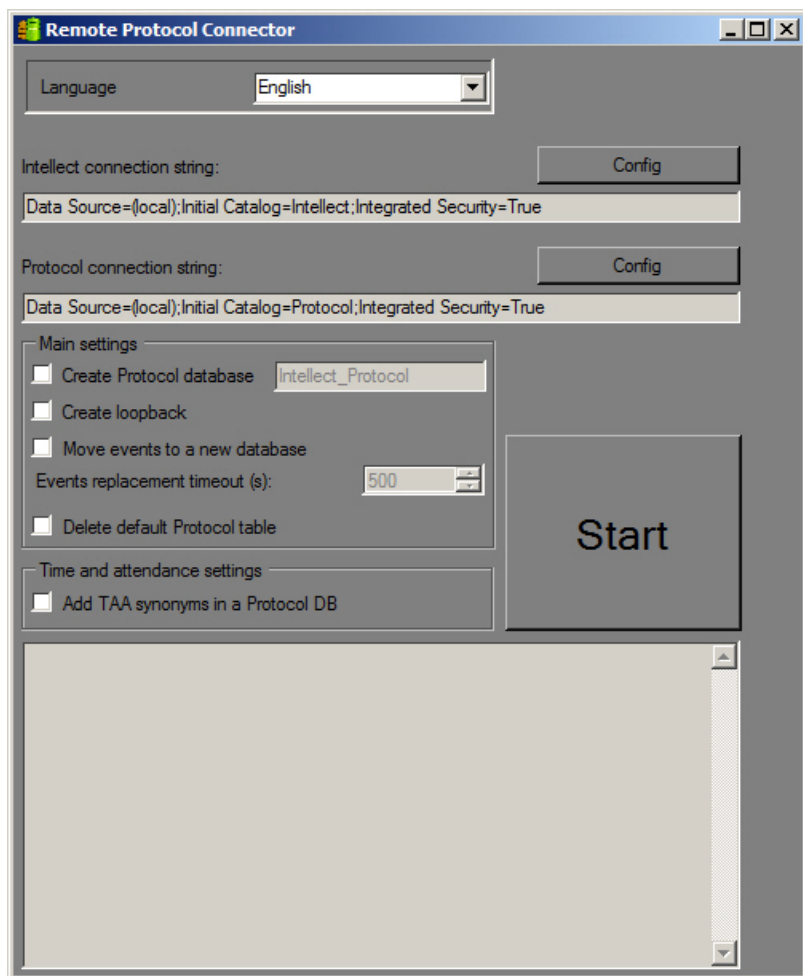 Remote Protocol Connector
Language
English
Intellect connection string:
Config
Data Source=(local);Initial Catalog=Intellect;Integrated Security=True
Protocol connection string:
Config
Data Source=(local);Initial Catalog=Protocol;Integrated Security=True
Main settings
Create Protocol database
Intellect_Protocol
Create loopback
Move events to a new database
Events replacement timeout (s):
500
Delete default Protocol table
Start
Time and attendance settings
Add TAA synonyms in a Protocol DB